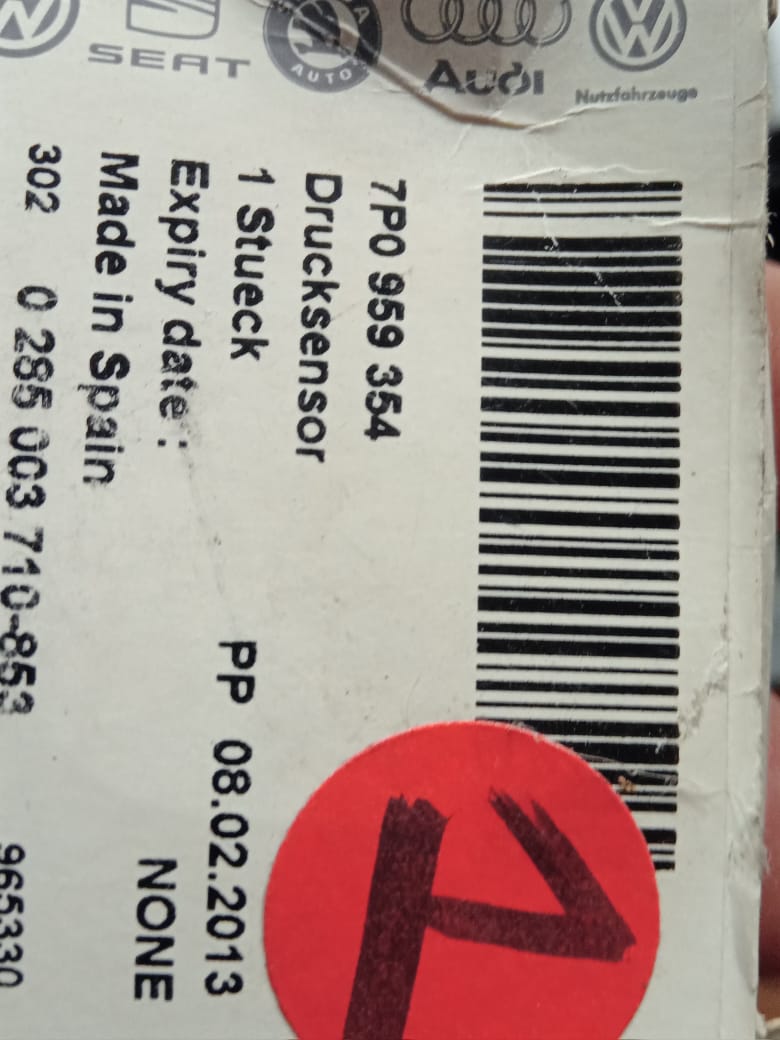 SEAT
AUTO
Audi
Nutzfahrzeuge
7P0 959 354
Drucksensor
1 Stueck
PP 08.02.2013
Expiry date :
NONE
Made in Spain
302 0 285 003 710-853
965330